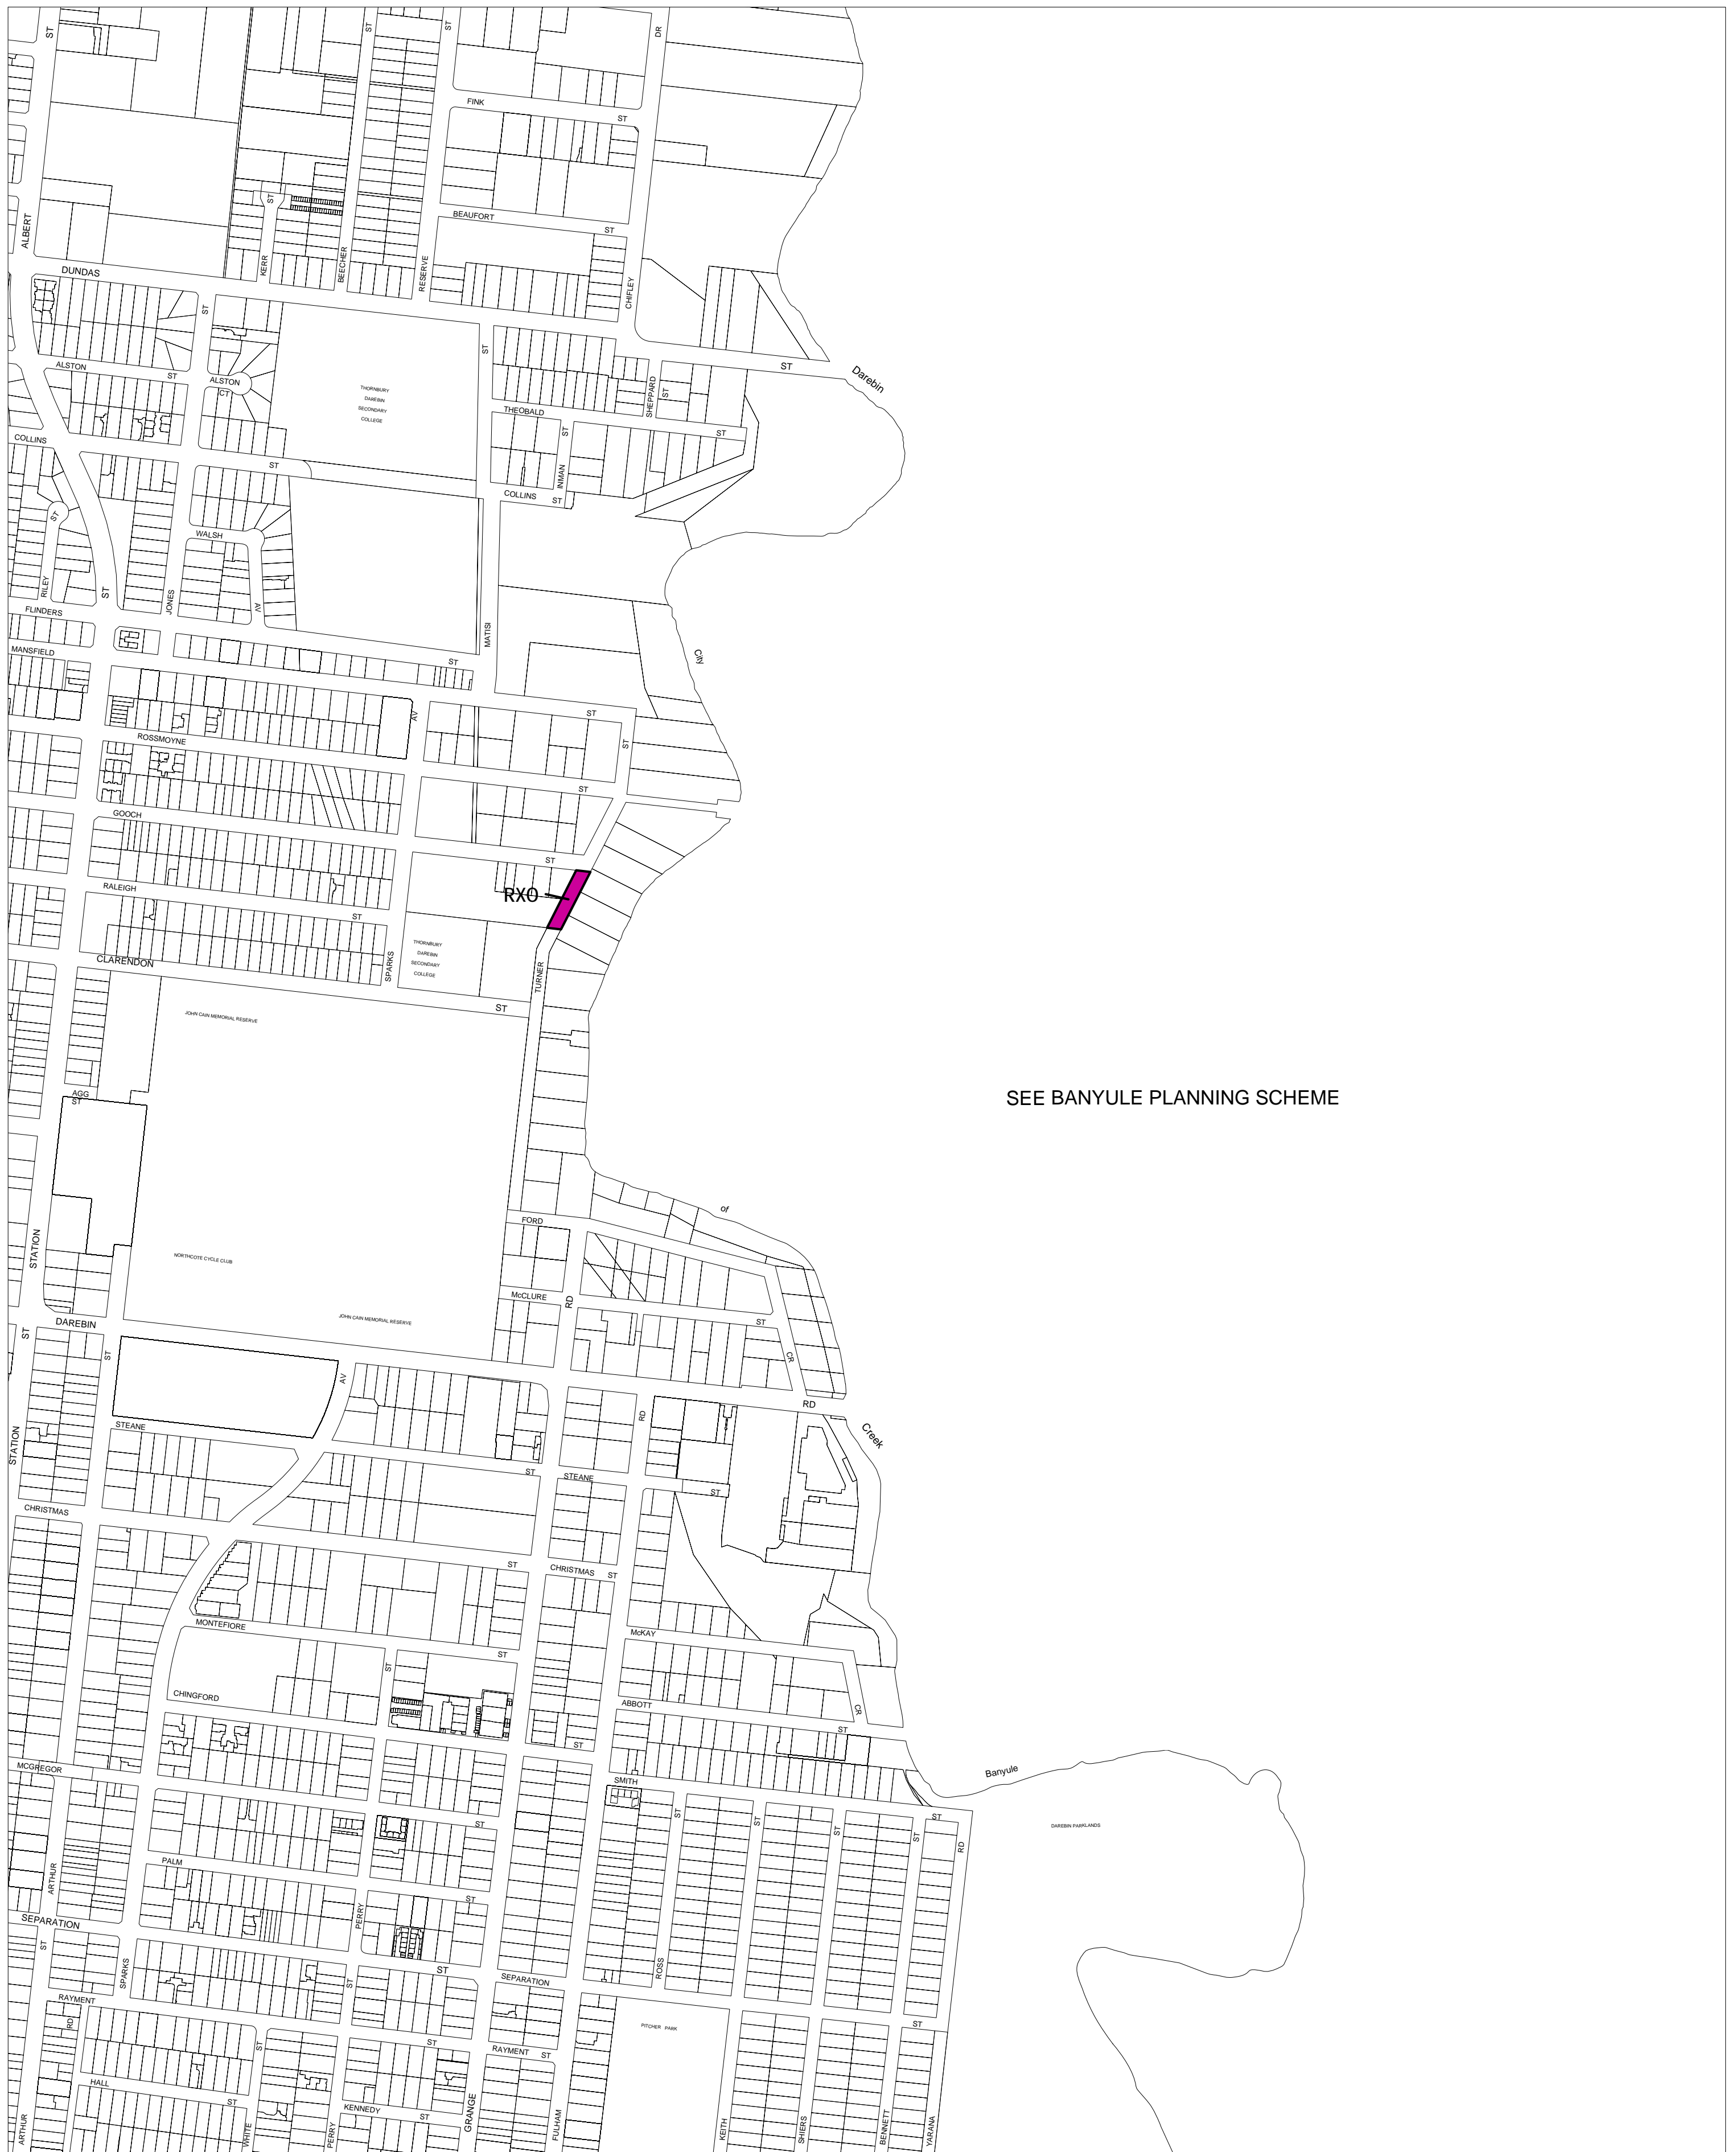 ST
ST
ST
DR
FINK
ST
ST
ALBERT
BEAUFORT
ST
KERR
BEECHER
RESERVE
CHIFLEY
DUNDAS
ST
ST
ST
Darebin
ALSTON
ST
ALSTON
CT
THORNBURY
DAREBIN
SECONDARY
COLLEGE
SHEPPARD
ST
THEOBALD
ST
ST
COLLINS
ST
INMAN
COLLINS
ST
ST
WALSH
RILEY
ST
JONES
AV
FLINDERS
MATISI
MANSFIELD
ST
City
AV
ST
ST
ROSSMOYNE
ST
GOOCH
ST
RXO
RALEIGH
ST
THORNBURY
DAREBIN
SECONDARY
COLLEGE
SPARKS
CLARENDON
TURNER
ST
JOHN CAIN MEMORIAL RESERVE
AGG
ST
SEE BANYULE PLANNING SCHEME
of
FORD
STATION
NORTHCOTE CYCLE CLUB
McCLURE
RD
JOHN CAIN MEMORIAL RESERVE
DAREBIN
ST
ST
ST
CR
AV
RD
RD
STEANE
STATION
Creek
ST
STEANE
ST
CHRISTMAS
ST
CHRISTMAS
ST
MONTEFIORE
McKAY
ST
ST
CHINGFORD
ABBOTT
CR
ST
ST
MCGREGOR
Banyule
SMITH
ST
ST
ST
ST
ST
ST
RD
DAREBIN PARKLANDS
PALM
ARTHUR
ST
PERRY
SEPARATION
ST
SPARKS
ST
ST
SEPARATION
ROSS
RAYMENT
RD
PITCHER PARK
ST
ST
ST
RAYMENT
ST
HALL
ST
KENNEDY
ST
ARTHUR
WHITE
PERRY
GRANGE
FULHAM
KEITH
SHIERS
BENNETT
YARANA